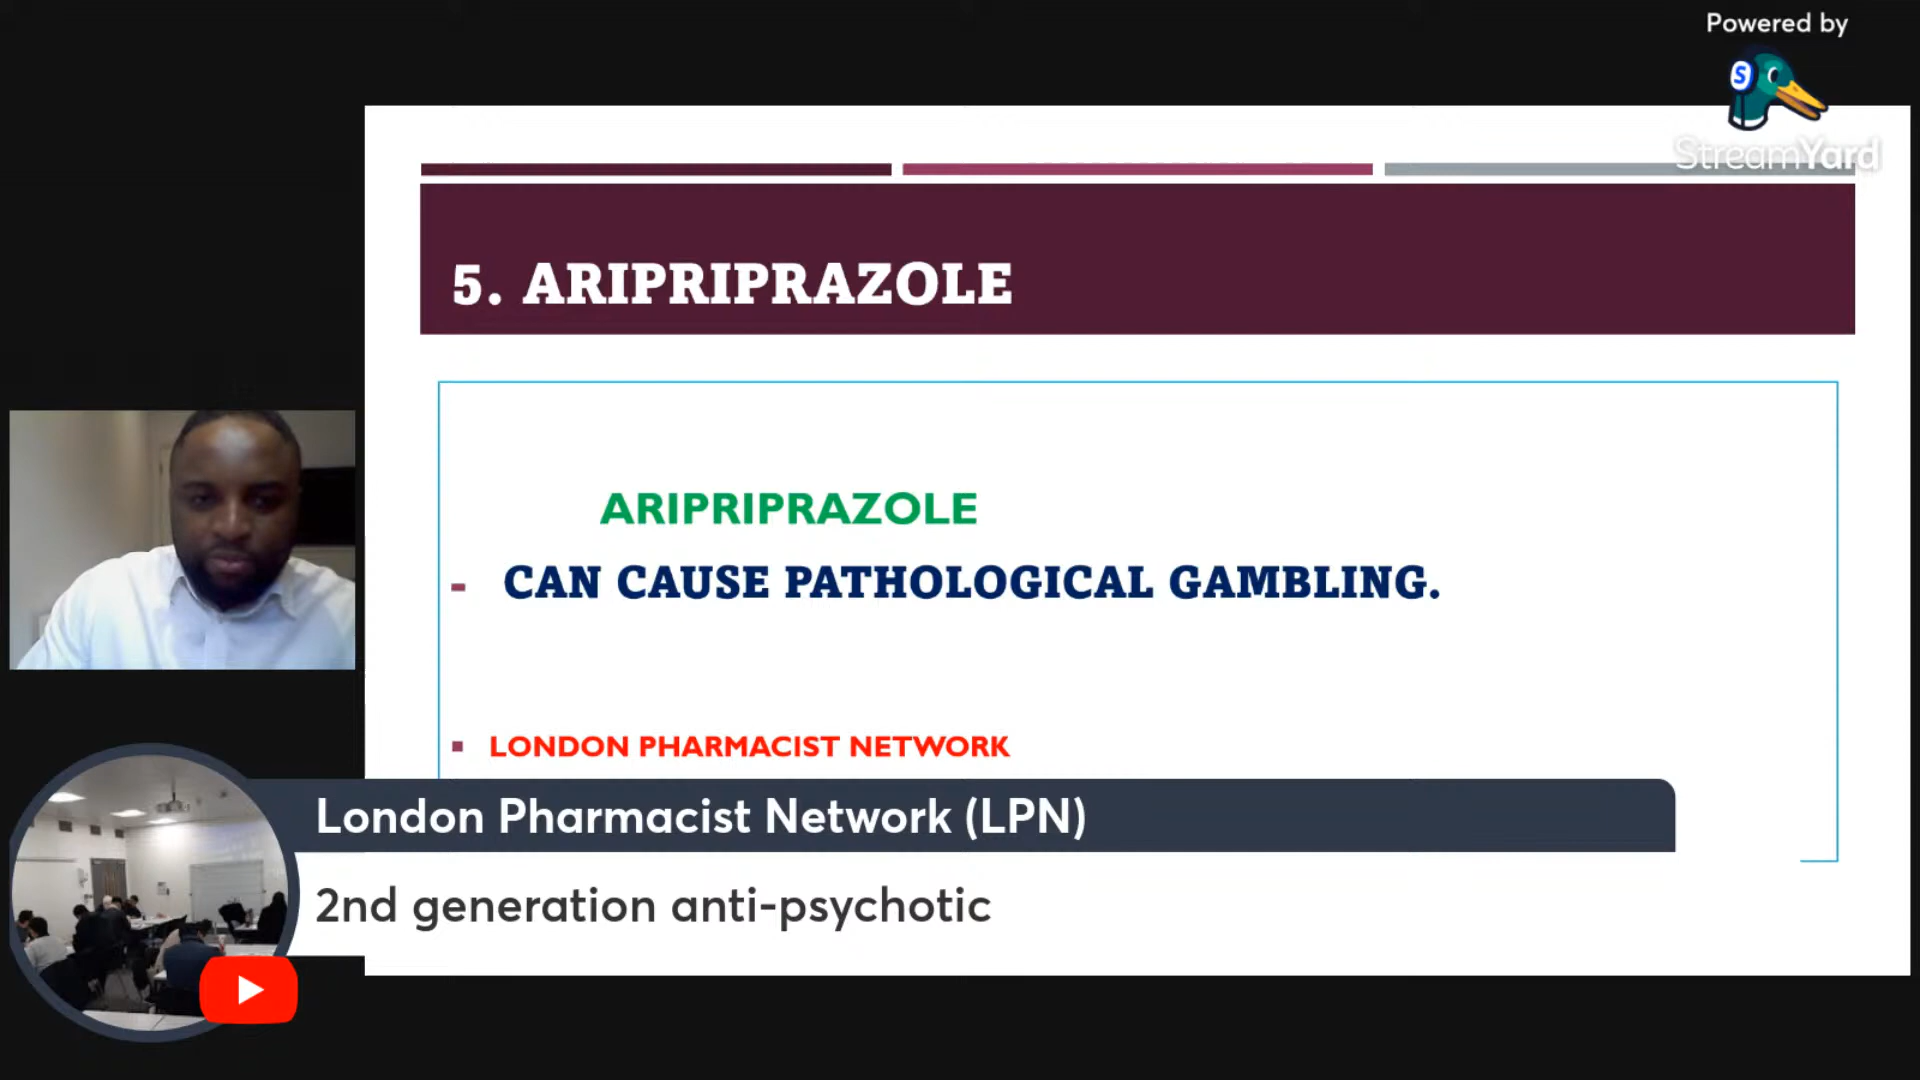 Powered by
S
StreamYard
5. ARIPRIPRAZOLE
ARIPRIPRAZOLE
- CAN CAUSE PATHOLOGICAL GAMBLING.
▪ LONDON PHARMACIST NETWORK
London Pharmacist Network (LPN)
2nd generation anti-psychotic